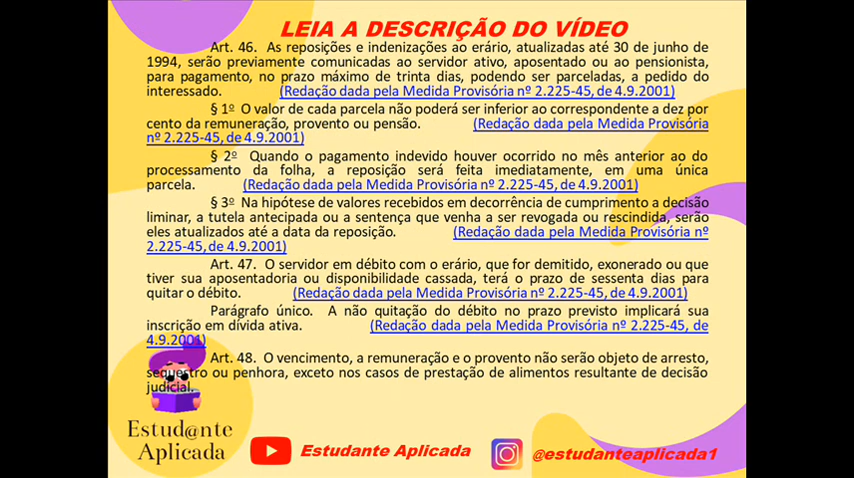 LEIA A DESCRIÇÃO DO VÍDEO
Art. 46. As reposições e indenizações ao erário, atualizadas até 30 de junho de
1994, serão previamente comunicadas ao servidor ativo, aposentado ou ao pensionista,
para pagamento, no prazo máximo de trinta dias, podendo ser parceladas, a pedido do
interessado. (Redação dada pela Medida Provisória nº 2.225-45, de 4.9.2001)
§ 1º O valor de cada parcela não poderá ser inferior ao correspondente a dez por
cento da remuneração, provento ou pensão. (Redação dada pela Medida Provisória
nº 2.225-45, de 4.9.2001)
§ 2º Quando o pagamento indevido houver ocorrido no mês anterior ao do
processamento da folha, a reposição será feita imediatamente, em uma única
parcela. (Redação dada pela Medida Provisória nº 2.225-45, de 4.9.2001)
§ 3º Na hipótese de valores recebidos em decorrência de cumprimento a decisão
liminar, a tutela antecipada ou a sentença que venha a ser revogada ou rescindida, serão
eles atualizados até a data da reposição. (Redação dada pela Medida Provisória nº
2.225-45, de 4.9.2001)
Art. 47. O servidor em débito com o erário, que for demitido, exonerado ou que
tiver sua aposentadoria ou disponibilidade cassada, terá o prazo de sessenta dias para
quitar o débito. (Redação dada pela Medida Provisória nº 2.225-45, de 4.9.2001)
Parágrafo único. A não quitação do débito no prazo previsto implicará sua
inscrição em dívida ativa. (Redação dada pela Medida Provisória nº 2.225-45, de
4.9.2001)
Art. 48. O vencimento, a remuneração e o provento não serão objeto de arresto,
sequestro ou penhora, exceto nos casos de prestação de alimentos resultante de decisão
judicial.
Estud@nte
Aplicada
Estudante Aplicada
@estudanteaplicada1